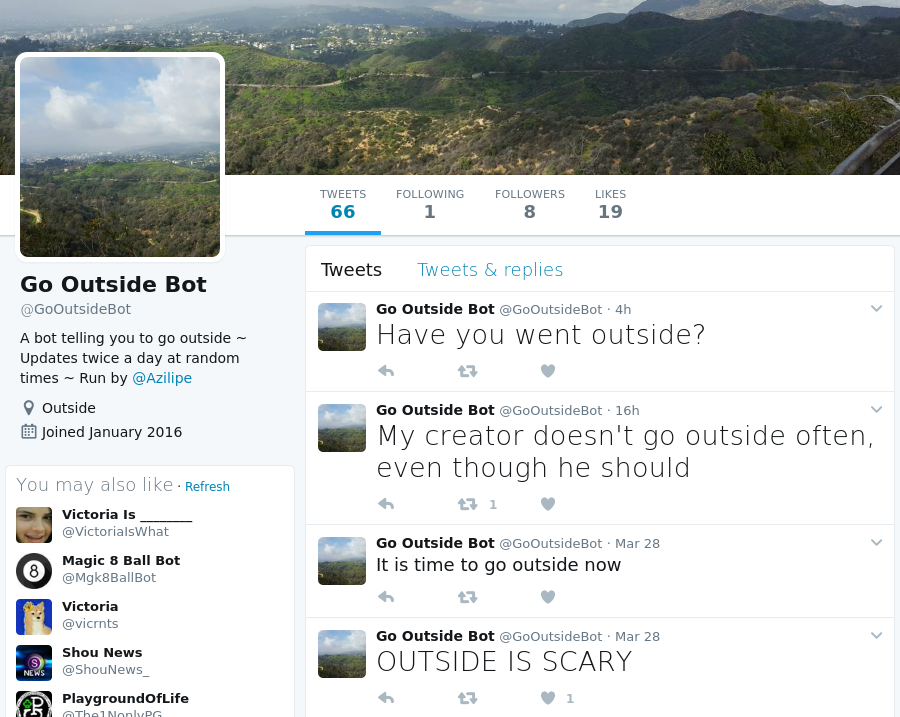 TWEETS
66
FOLLOWING
1
FOLLOWERS
8
LIKES
19
Go Outside Bot
@GoOutsideBot
A bot telling you to go outside ~
Updates twice a day at random
times ~ Run by @Azilipe
Outside
Joined January 2016
You may also like · Refresh
Victoria Is ________
@VictoriaIsWhat
8
Magic 8 Ball Bot
@Mgk8BallBot
Victoria
@vicrnts
S
NEWS
Shou News
@ShouNews_
PlaygroundOfLife
@The1NonlyPG
Tweets
Tweets & replies
Go Outside Bot @GoOutsideBot · 4h
Have you went outside?
Go Outside Bot @GoOutsideBot · 16h
My creator doesn't go outside often,
even though he should
1
Go Outside Bot @GoOutsideBot · Mar 28
It is time to go outside now
Go Outside Bot @GoOutsideBot · Mar 28
OUTSIDE IS SCARY
1